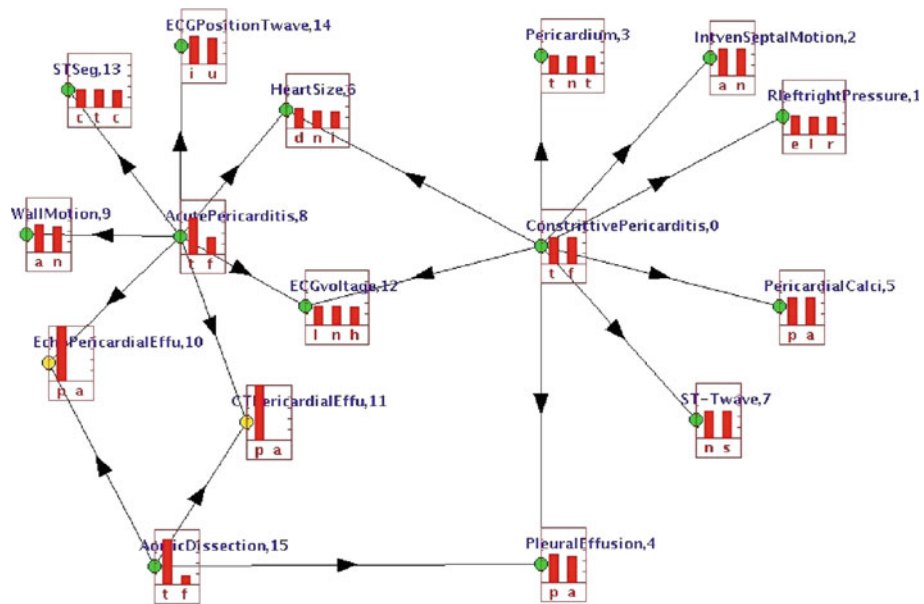 ECGPositionTwave,14
i u
Pericardium,3
t n t
IntvenSeptalMotion,2
a n
STSeg,13
c t c
HeartSize,6
d n i
RleftrightPressure,1
e l r
WallMotion,9
a n
AcutePericarditis,8
t f
ConstrictivePericarditis,0
t f
ECGvoltage,12
l n h
PericardialCalci,5
p a
EchoPericardialEffu,10
p a
CTPericardialEffu,11
p a
ST-Twave,7
n s
AorticDissection,15
t f
PleuralEffusion,4
p a